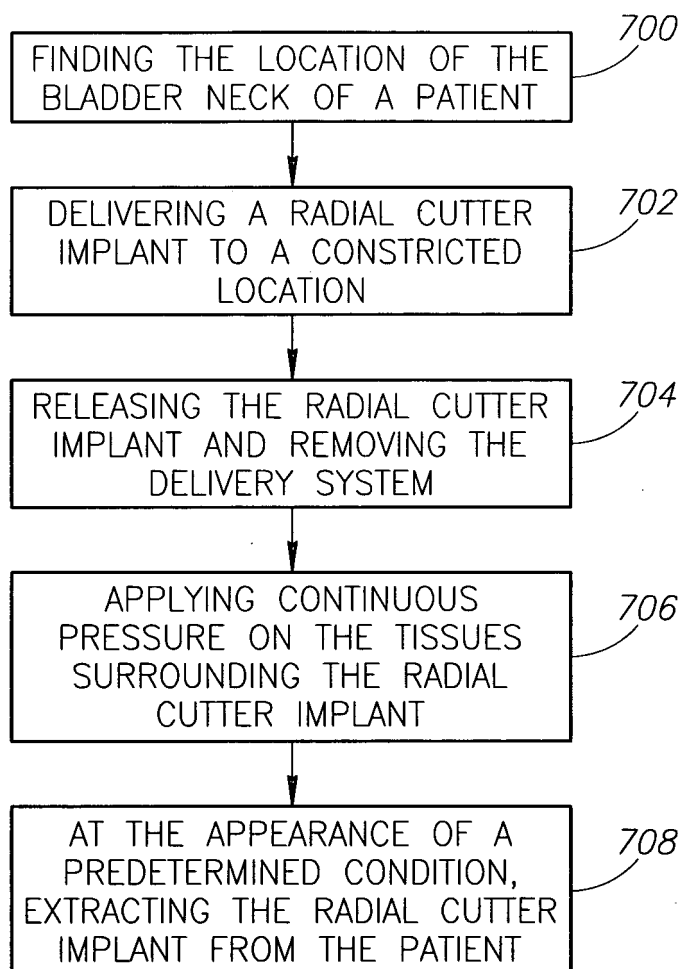 700
FINDING THE LOCATION OF THE
BLADDER NECK OF A PATIENT
702
DELIVERING A RADIAL CUTTER
IMPLANT TO A CONSTRICTED
LOCATION
704
RELEASING THE RADIAL CUTTER
IMPLANT AND REMOVING THE
DELIVERY SYSTEM
706
APPLYING CONTINUOUS
PRESSURE ON THE TISSUES
SURROUNDING THE RADIAL
CUTTER IMPLANT
708
AT THE APPEARANCE OF A
PREDETERMINED CONDITION,
EXTRACTING THE RADIAL CUTTER
IMPLANT FROM THE PATIENT